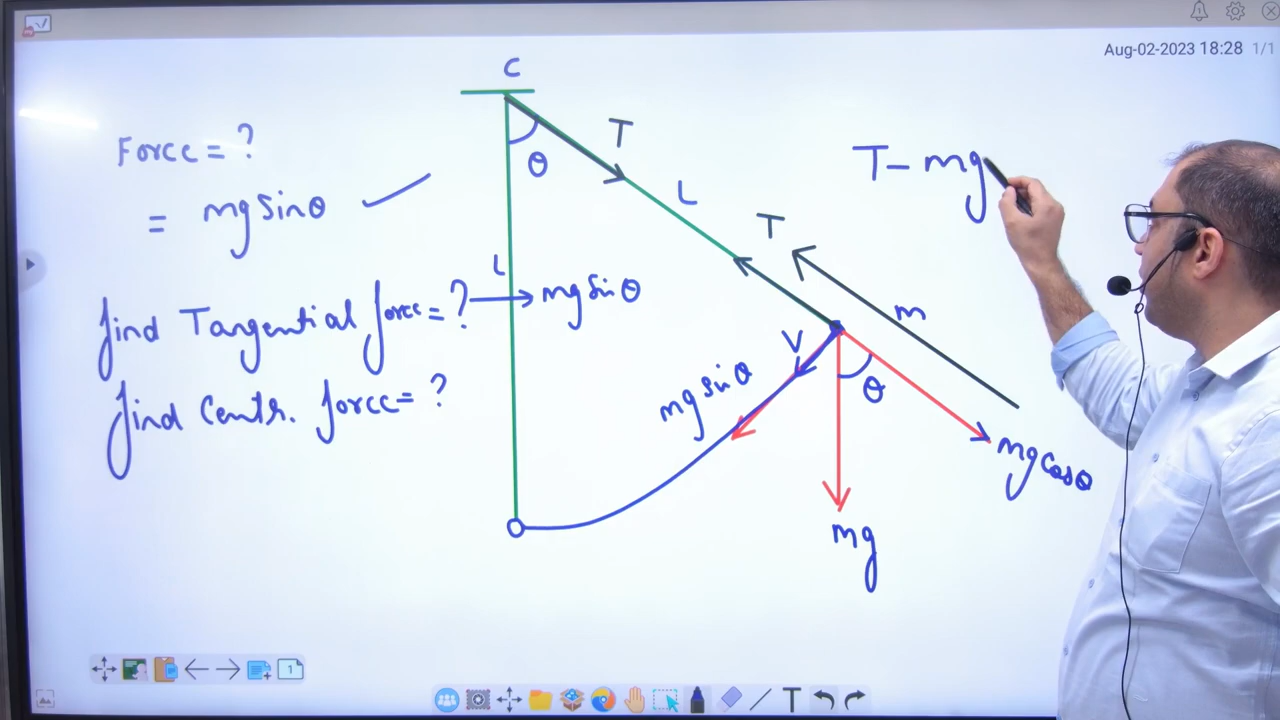 Aug-02-2023 18:28 1/1
C
Force = ?
= mg sinθ
T
θ
L
T - mg
T
L
find Tangential force = ? → mg sinθ
m
V
find Centr. force = ?
mg sinθ
θ
mg cosθ
mg
1
T